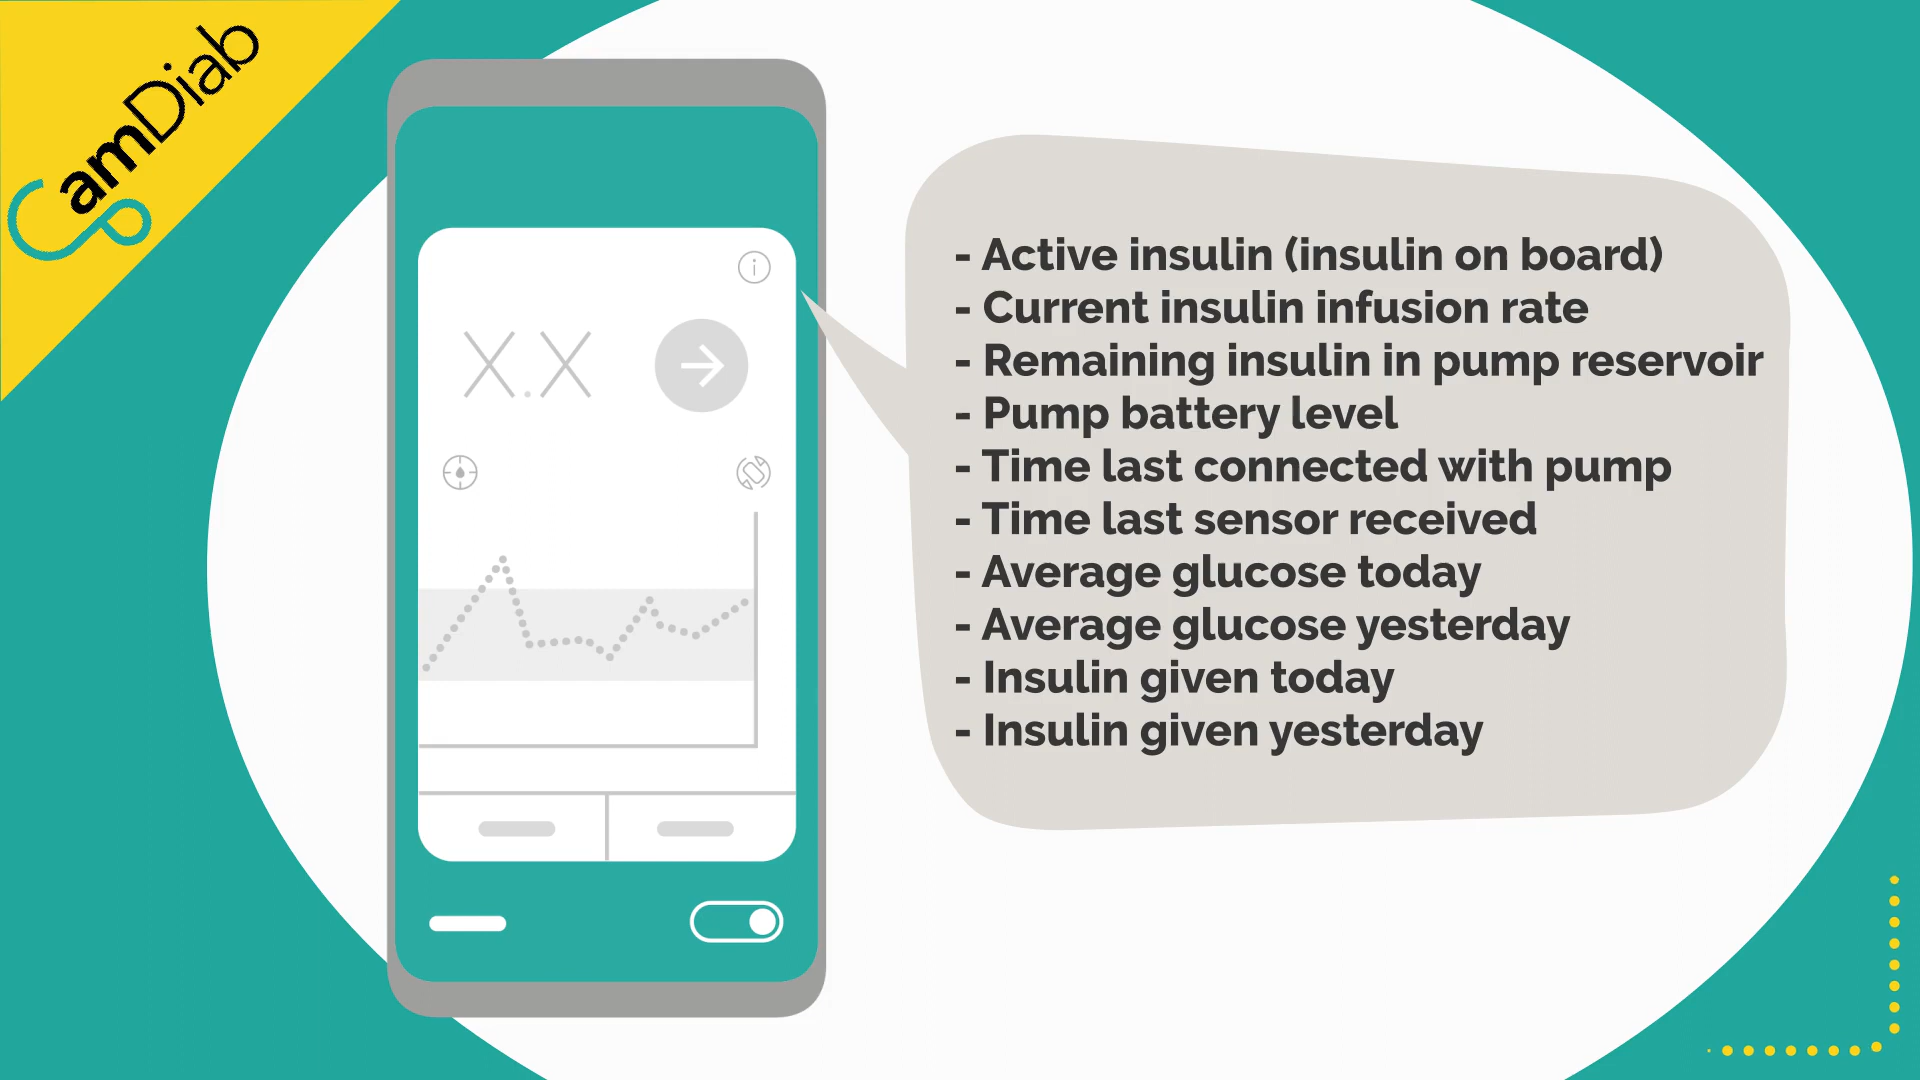 CamDiab
X.X
- Active insulin (insulin on board)
- Current insulin infusion rate
- Remaining insulin in pump reservoir
- Pump battery level
- Time last connected with pump
- Time last sensor received
- Average glucose today
- Average glucose yesterday
- Insulin given today
- Insulin given yesterday